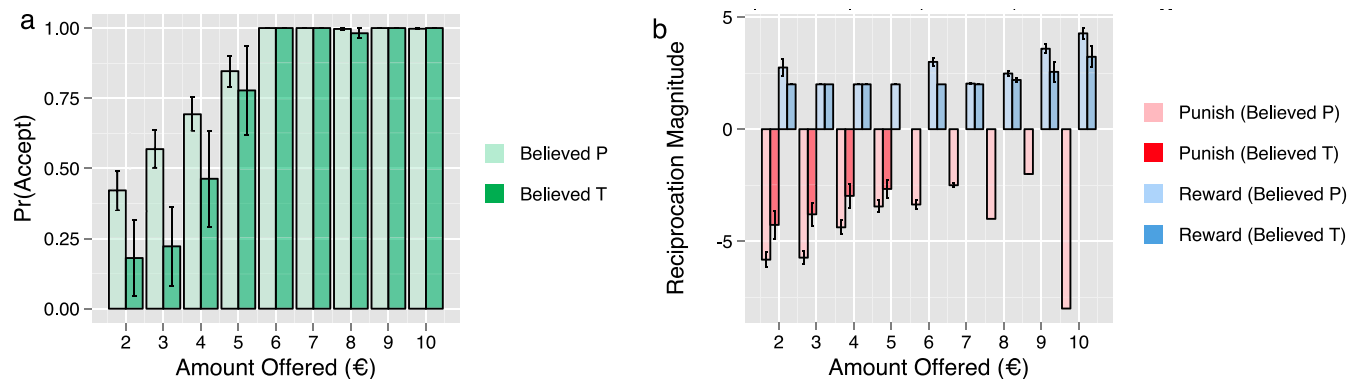 a
1.00
0.75
0.50
0.25
0.00
Pr(Accept)
2 3 4 5 6 7 8 9 10
Amount Offered (€)
Believed P
Believed T
b
5
0
-5
Reciprocation Magnitude
2 3 4 5 6 7 8 9 10
Amount Offered (€)
Punish (Believed P)
Punish (Believed T)
Reward (Believed P)
Reward (Believed T)